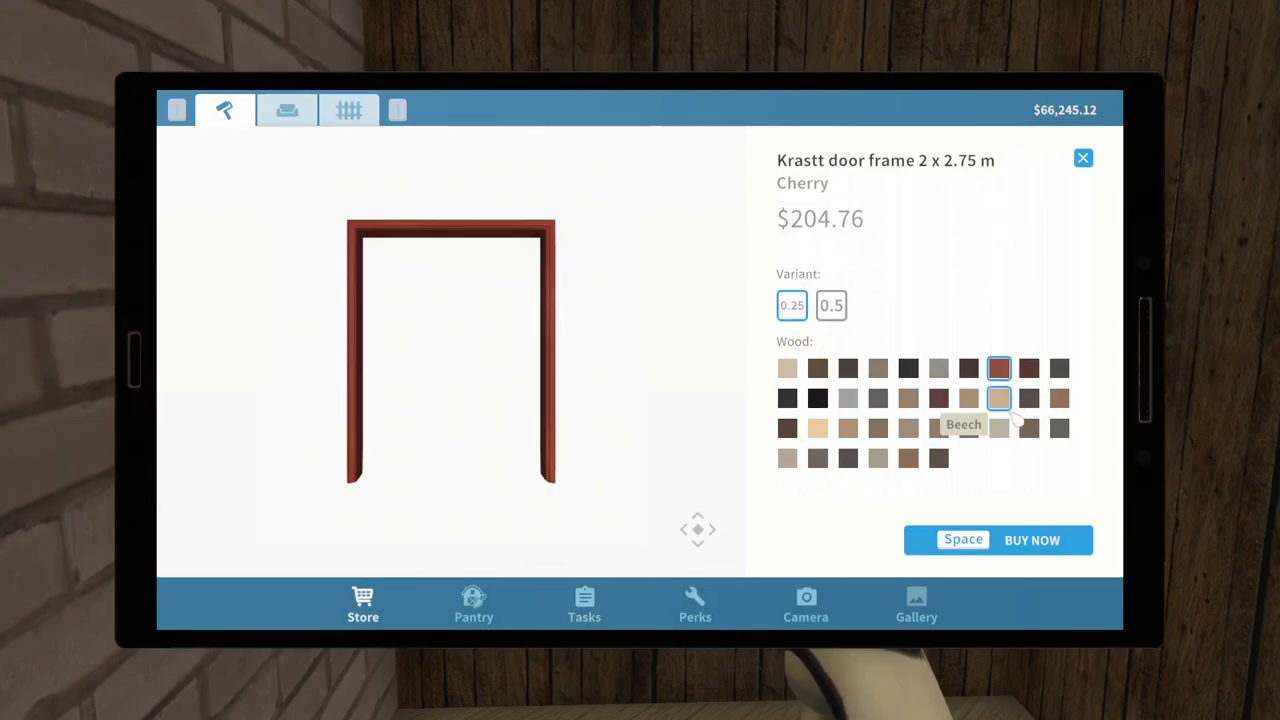 $66,245.12
Krastt door frame 2 x 2.75 m
Cherry
$204.76
Variant:
0.25 0.5
Wood:
Beech
Space BUY NOW
Store Pantry Tasks Perks Camera Gallery